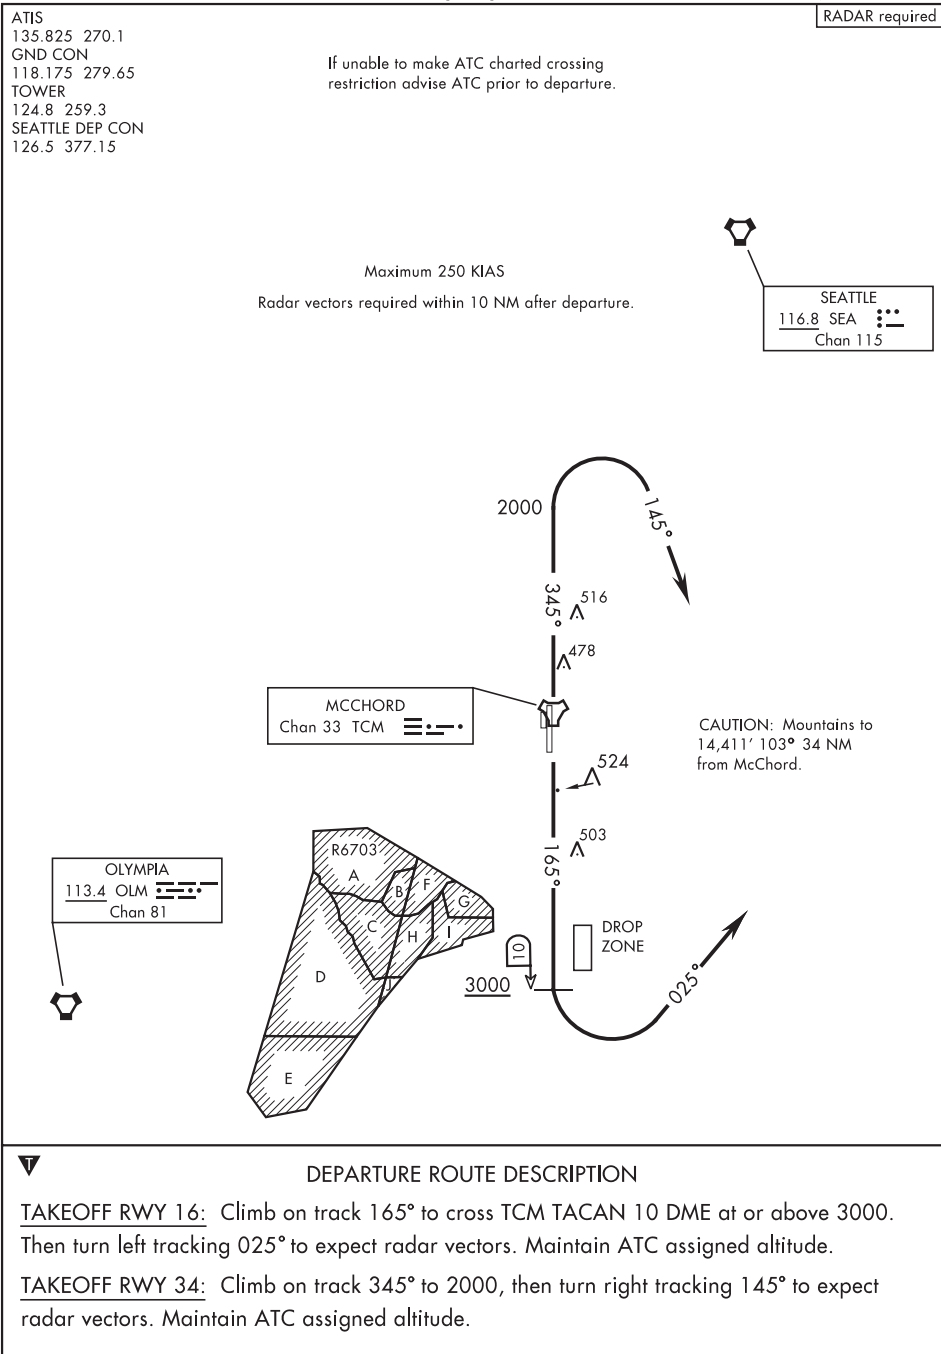 ATIS
135.825 270.1
GND CON
118.175 279.65
TOWER
124.8 259.3
SEATTLE DEP CON
126.5 377.15
RADAR required
If unable to make ATC charted crossing
restriction advise ATC prior to departure.
Maximum 250 KIAS
Radar vectors required within 10 NM after departure.
SEATTLE
116.8 SEA
Chan 115
2000
145°
345°
516
478
MCCHORD
Chan 33 TCM
CAUTION: Mountains to
14,411' 103° 34 NM
from McChord.
524
503
165°
R6703
A
B
F
G
C
H
I
D
J
E
OLYMPIA
113.4 OLM
Chan 81
DROP
ZONE
10
3000
025°
T
DEPARTURE ROUTE DESCRIPTION
TAKEOFF RWY 16: Climb on track 165° to cross TCM TACAN 10 DME at or above 3000.
Then turn left tracking 025° to expect radar vectors. Maintain ATC assigned altitude.
TAKEOFF RWY 34: Climb on track 345° to 2000, then turn right tracking 145° to expect
radar vectors. Maintain ATC assigned altitude.